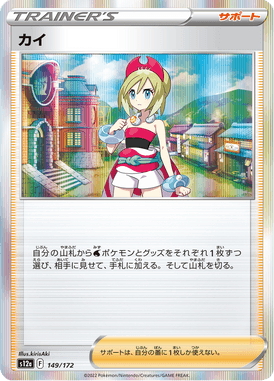 TRAINER'S サポート
カイ
自分の山札から ポケモンとグッズをそれぞれ1枚ずつ
選び、相手に見せて、手札に加える。そして山札を切る。
Illus.kirisAki
s12a F 149/172
サポートは、自分の番に1枚しか使えない。
©2022 Pokémon/Nintendo/Creatures/GAME FREAK.